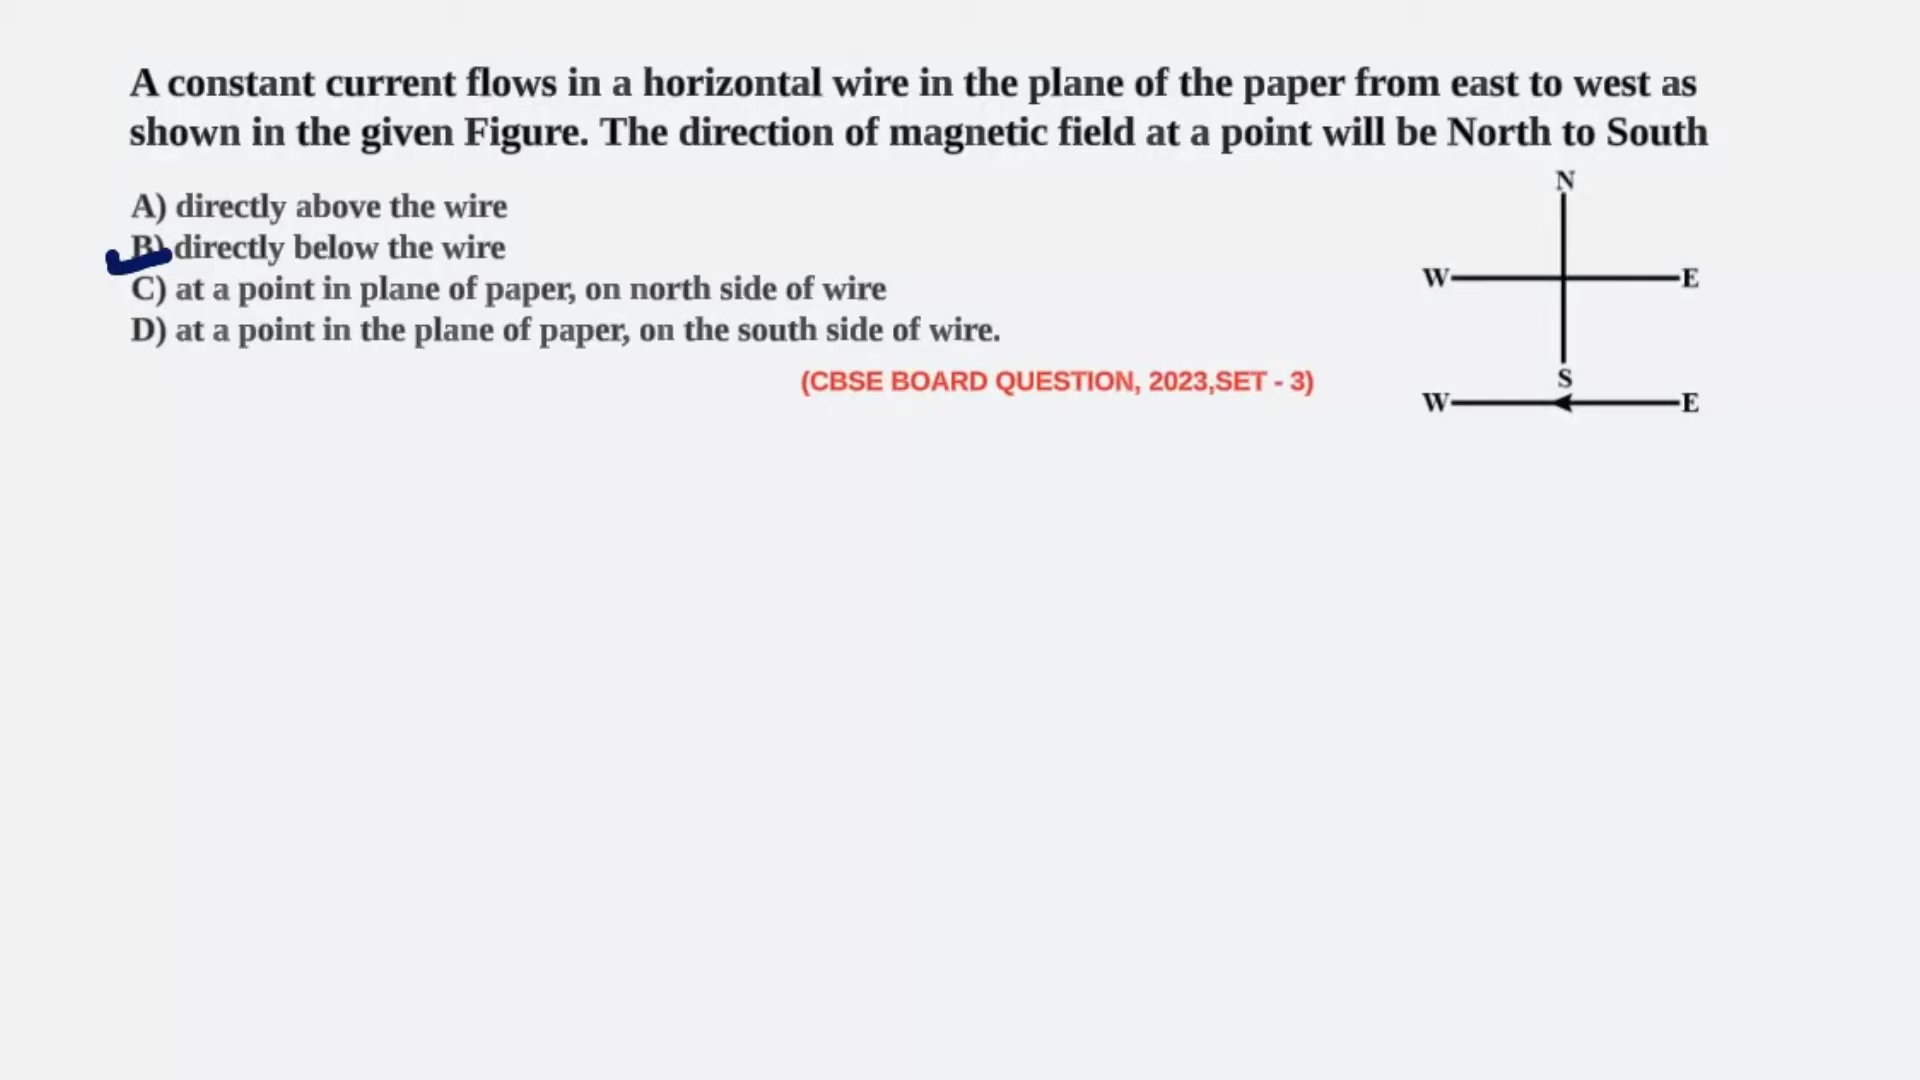 A constant current flows in a horizontal wire in the plane of the paper from east to west as
shown in the given Figure. The direction of magnetic field at a point will be North to South
A) directly above the wire
B) directly below the wire
C) at a point in plane of paper, on north side of wire
D) at a point in the plane of paper, on the south side of wire.
(CBSE BOARD QUESTION, 2023,SET - 3)
N
W E
S
W E